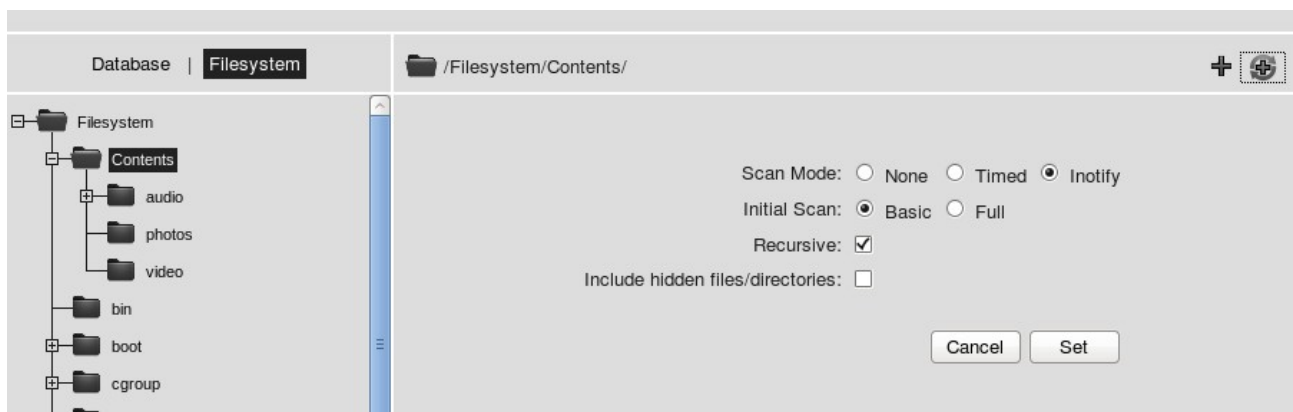 Database | Filesystem
/Filesystem/Contents/
Filesystem
Contents
audio
photos
video
bin
boot
cgroup
Scan Mode: None Timed Inotify
Initial Scan: Basic Full
Recursive:
Include hidden files/directories:
Cancel Set